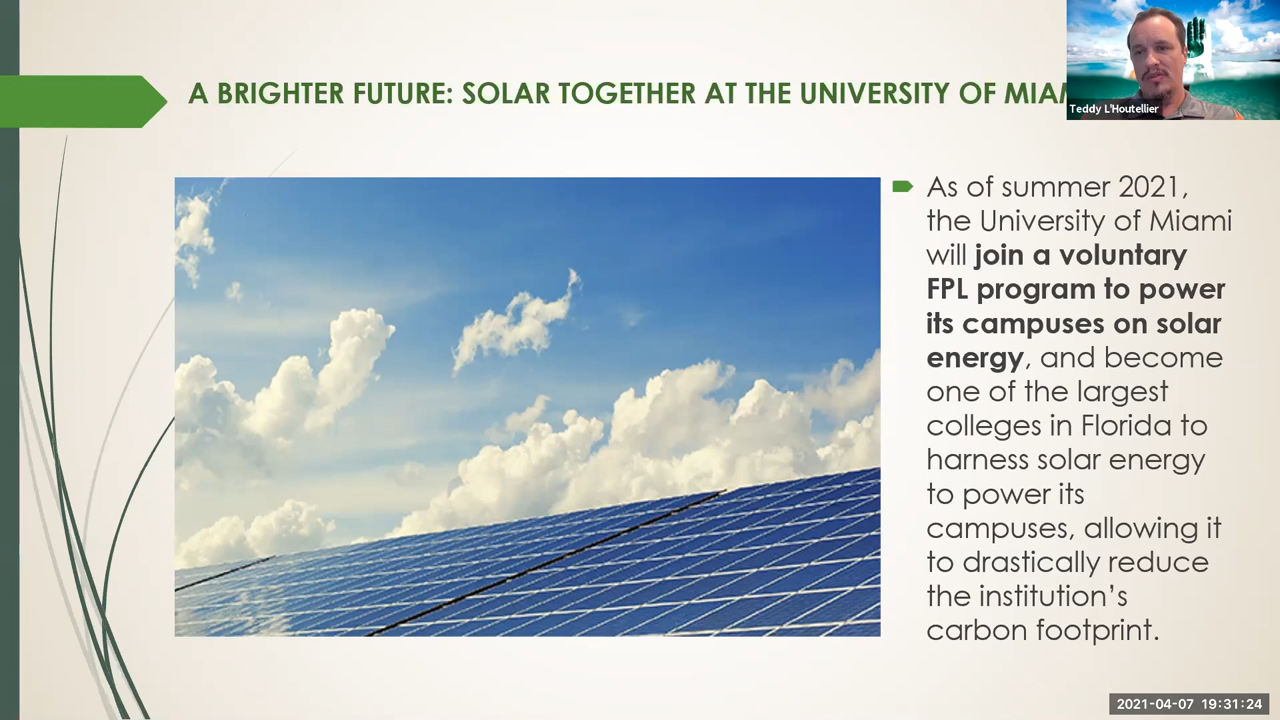 A BRIGHTER FUTURE: SOLAR TOGETHER AT THE UNIVERSITY OF
Teddy L'Houtellier
As of summer 2021,
the University of Miami
will join a voluntary
FPL program to power
its campuses on solar
energy, and become
one of the largest
colleges in Florida to
harness solar energy
to power its
campuses, allowing it
to drastically reduce
the institution’s
carbon footprint.
2021-04-07 19:31:24